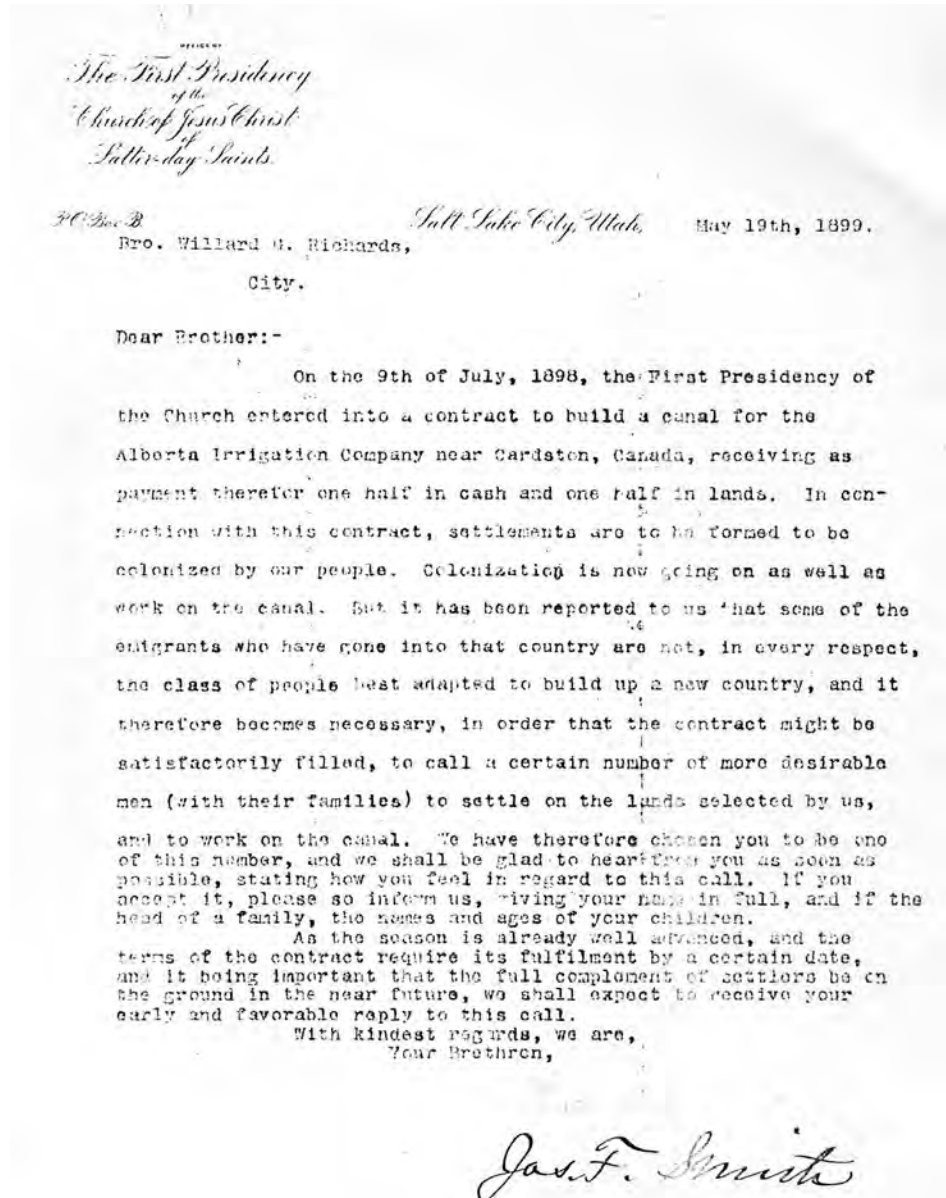 OFFICE OF
The First Presidency
of the
Church of Jesus Christ
of
Latter-day Saints.
P.O. Box B.
Salt Lake City, Utah, May 19th, 1899.
Bro. Willard G. Richards,
City.
Dear Brother:-
On the 9th of July, 1898, the First Presidency of
the Church entered into a contract to build a canal for the
Alberta Irrigation Company near Cardston, Canada, receiving as
payment therefor one half in cash and one half in lands. In con-
nection with this contract, settlements are to be formed to be
colonized by our people. Colonization is now going on as well as
work on the canal. But it has been reported to us that some of the
emigrants who have gone into that country are not, in every respect,
the class of people best adapted to build up a new country, and it
therefore becomes necessary, in order that the contract might be
satisfactorily filled, to call a certain number of more desirable
men (with their families) to settle on the lands selected by us,
and to work on the canal. We have therefore chosen you to be one
of this number, and we shall be glad to hear from you as soon as
possible, stating how you feel in regard to this call. If you
accept it, please so inform us, giving your name in full, and if the
head of a family, the names and ages of your children.
As the season is already well advanced, and the
terms of the contract require its fulfilment by a certain date,
and it being important that the full complement of settlers be on
the ground in the near future, we shall expect to receive your
early and favorable reply to this call.
With kindest regards, we are,
Your Brethren,
Jos. F. Smith